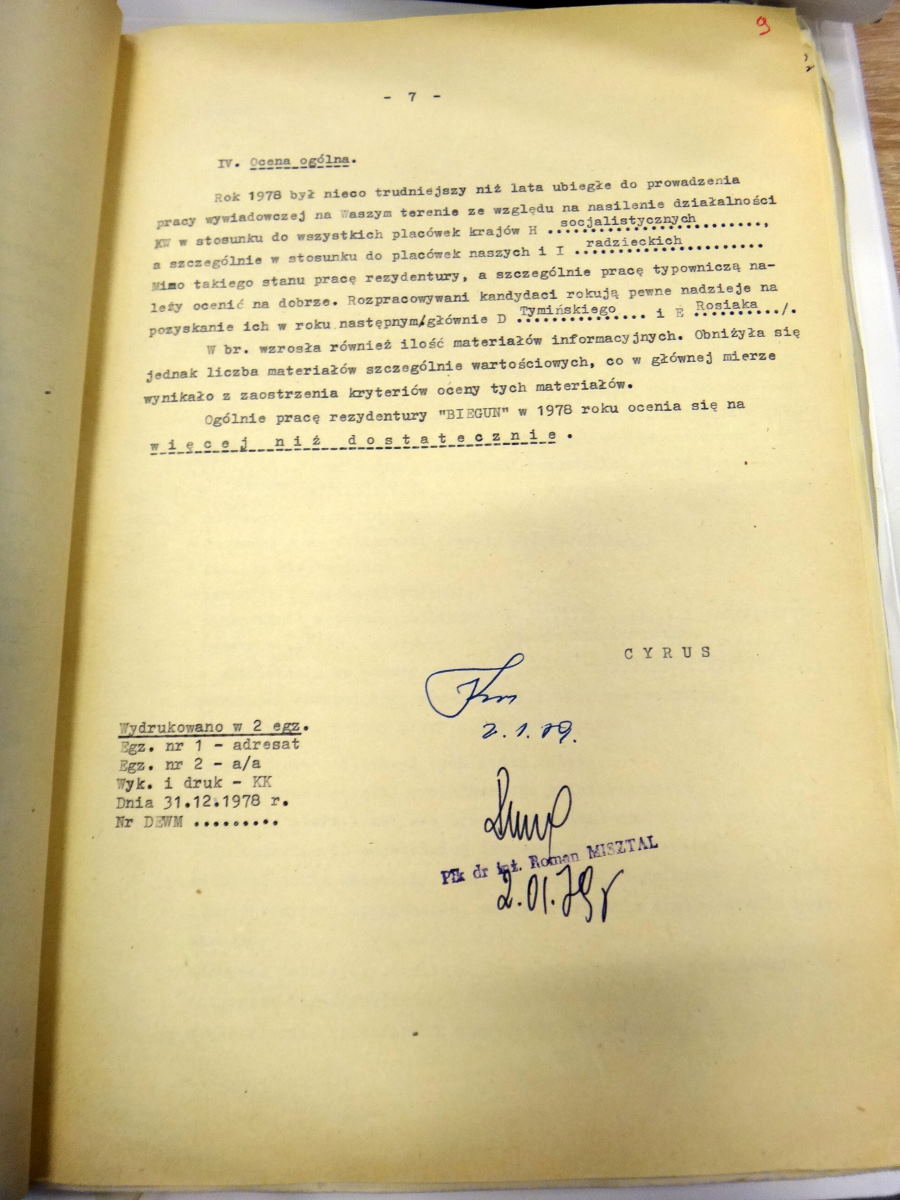 9
- 7 -
IV. Ocena ogólna.
Rok 1978 był nieco trudniejszy niż lata ubiegłe do prowadzenia
pracy wywiadowczej na Waszym terenie ze względu na nasilenie działalności
KW w stosunku do wszystkich placówek krajów H socjalistycznych,
a szczególnie w stosunku do placówek naszych i I radzieckich
Mimo takiego stanu pracę rezydentury, a szczególnie pracę typowniczą na-
leży ocenić na dobrze. Rozpracowywani kandydaci rokują pewne nadzieje na
pozyskanie ich w roku następnym/głównie D Tymińskiego i E Rosiaka /.
W br. wzrosła również ilość materiałów informacyjnych. Obniżyła się
jednak liczba materiałów szczególnie wartościowych, co w głównej mierze
wynikało z zaostrzenia kryteriów oceny tych materiałów.
Ogólnie pracę rezydentury "BIEGUN" w 1978 roku ocenia się na
w i ę c e j n i ż d o s t a t e c z n i e .
C Y R U S
2.1.79.
Wydrukowano w 2 egz.
Egz. nr 1 - adresat
Egz. nr 2 - a/a
Wyk. i druk - KK
Dnia 31.12.1978 r.
Nr DEWM .........
Płk dr inż. Roman MISZTAL
2.01.79r